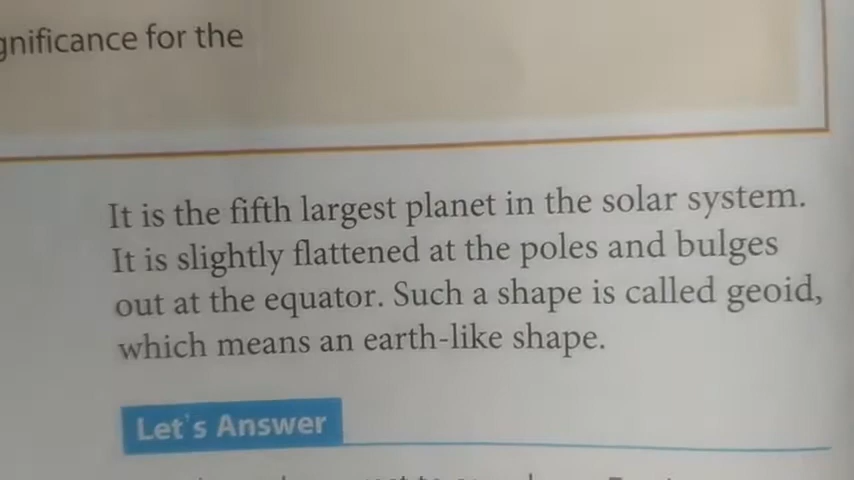 for the
It is the fifth largest planet in the solar system.
It is slightly flattened at the poles and bulges
out at the equator. Such a shape is called geoid,
which means an earth-like shape.
Let's Answer